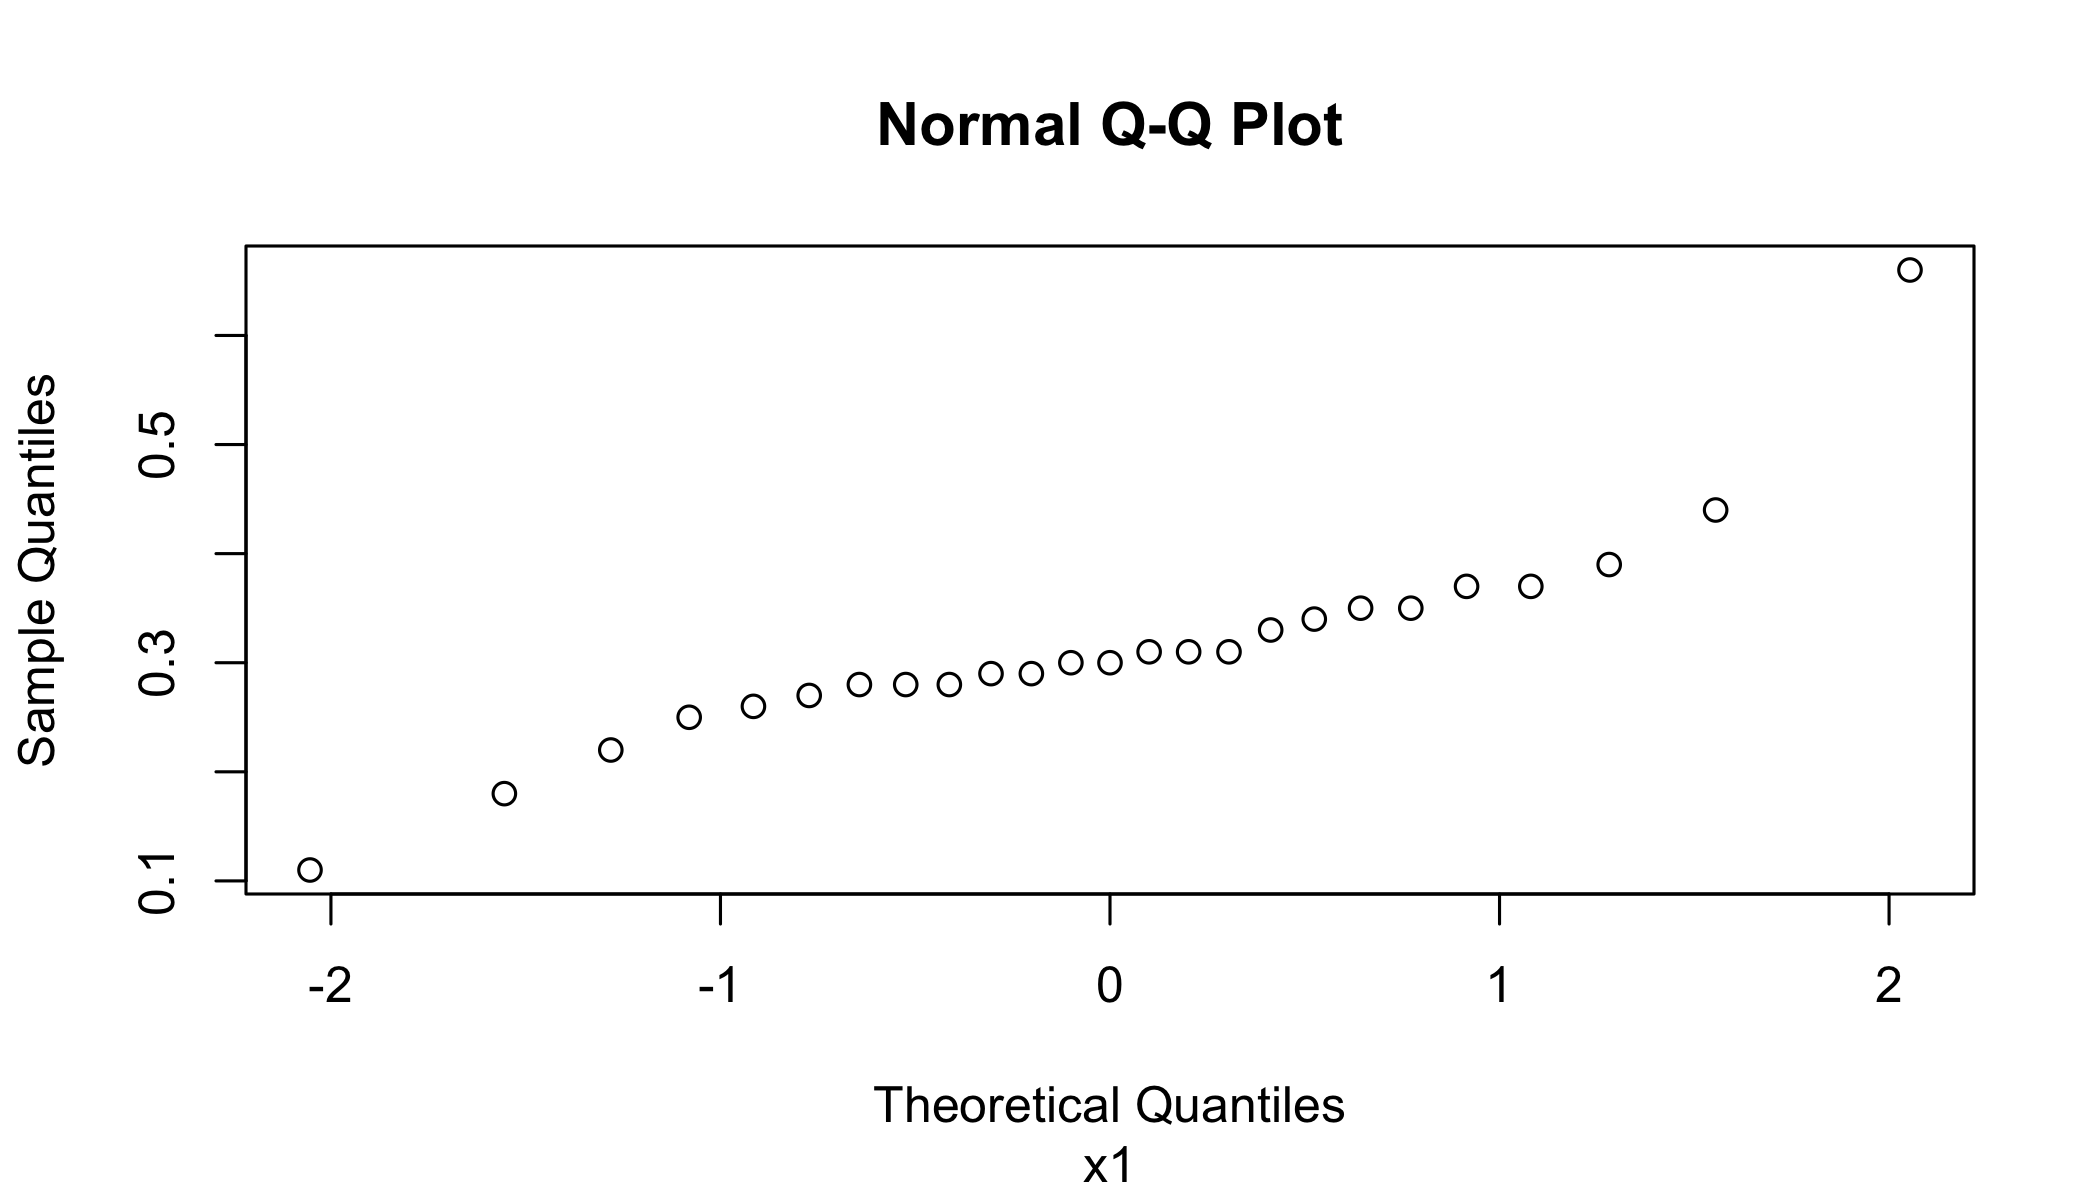 Normal Q-Q Plot
Sample Quantiles
0.5
0.3
0.1
-2
-1
0
1
2
Theoretical Quantiles
x1